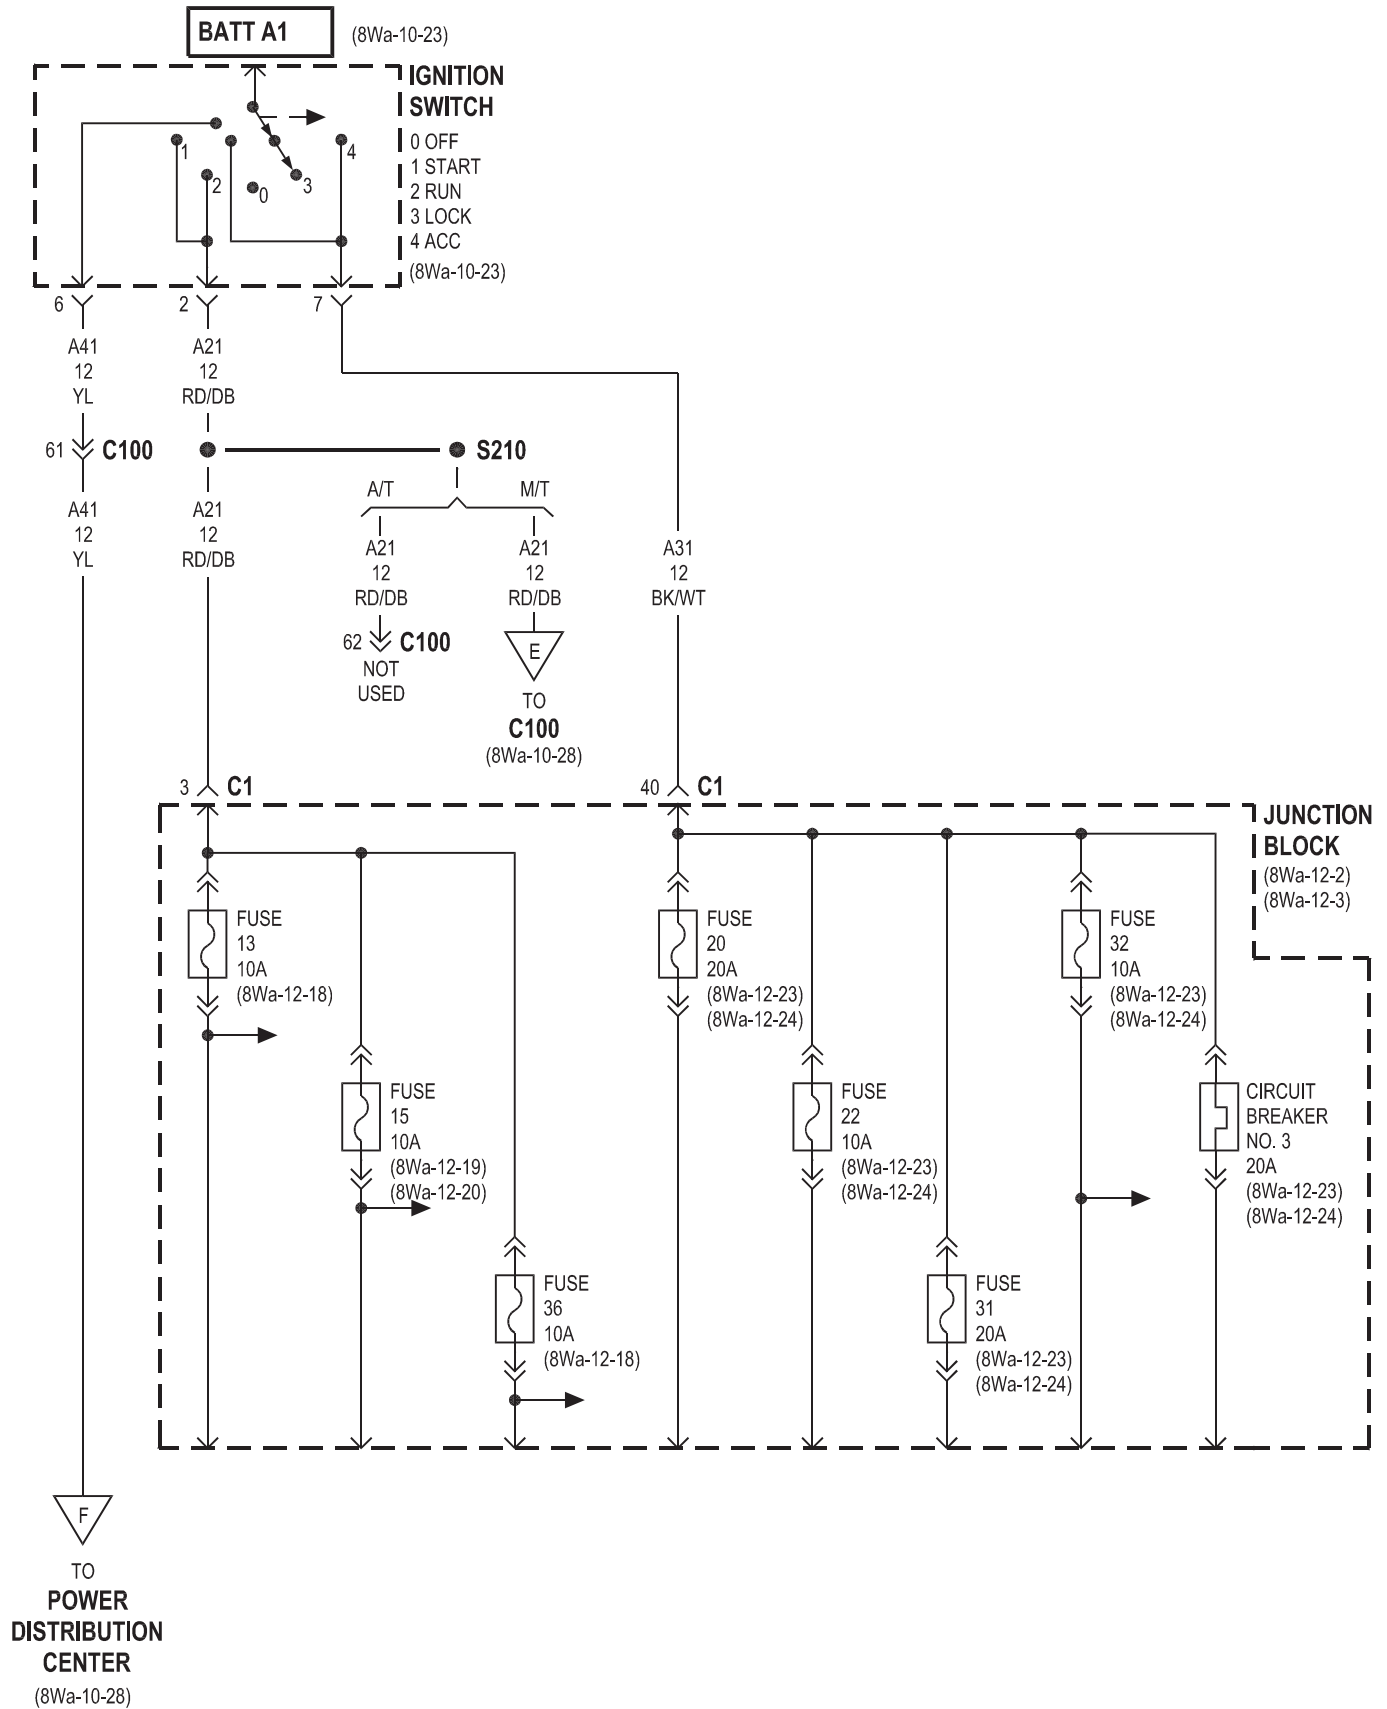 BATT A1
(8Wa-10-23)
IGNITION
SWITCH
0 OFF
1 START
2 RUN
3 LOCK
4 ACC
(8Wa-10-23)
1
2
0
3
4
6
2
7
A41
12
YL
A21
12
RD/DB
61
C100
S210
A41
12
YL
A21
12
RD/DB
A/T
M/T
A21
12
RD/DB
A21
12
RD/DB
A31
12
BK/WT
62
C100
NOT
USED
E
TO
C100
(8Wa-10-28)
3
C1
40
C1
JUNCTION
BLOCK
(8Wa-12-2)
(8Wa-12-3)
FUSE
13
10A
(8Wa-12-18)
FUSE
20
20A
(8Wa-12-23)
(8Wa-12-24)
FUSE
32
10A
(8Wa-12-23)
(8Wa-12-24)
FUSE
15
10A
(8Wa-12-19)
(8Wa-12-20)
FUSE
22
10A
(8Wa-12-23)
(8Wa-12-24)
CIRCUIT
BREAKER
NO. 3
20A
(8Wa-12-23)
(8Wa-12-24)
FUSE
36
10A
(8Wa-12-18)
FUSE
31
20A
(8Wa-12-23)
(8Wa-12-24)
F
TO
POWER
DISTRIBUTION
CENTER
(8Wa-10-28)